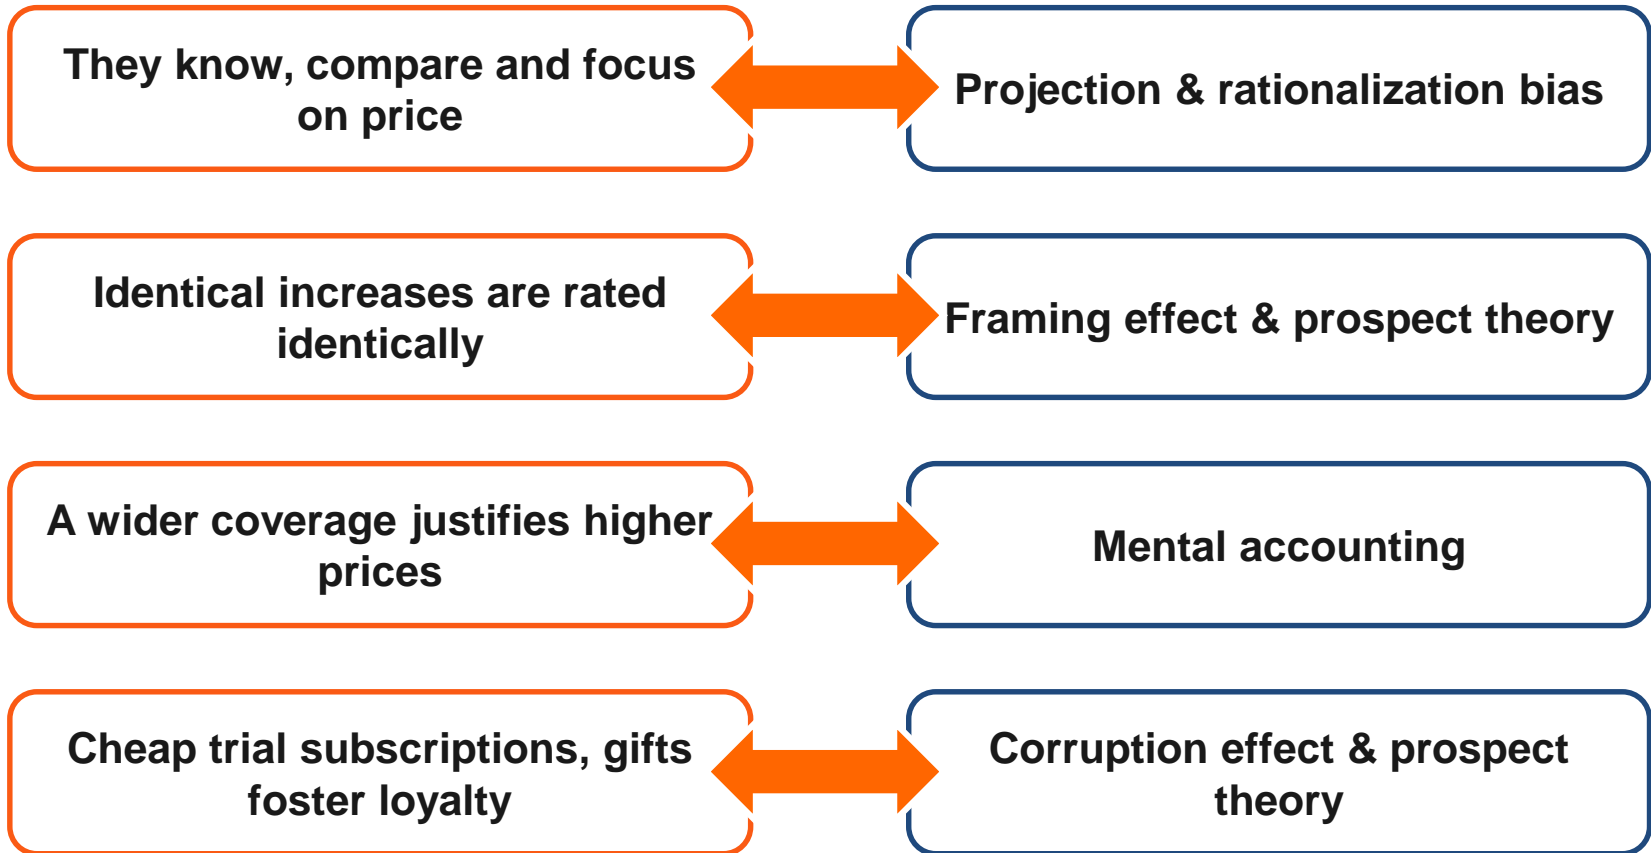 They know, compare and focus
on price
Projection & rationalization bias
Identical increases are rated
identically
Framing effect & prospect theory
A wider coverage justifies higher
prices
Mental accounting
Cheap trial subscriptions, gifts
foster loyalty
Corruption effect & prospect
theory